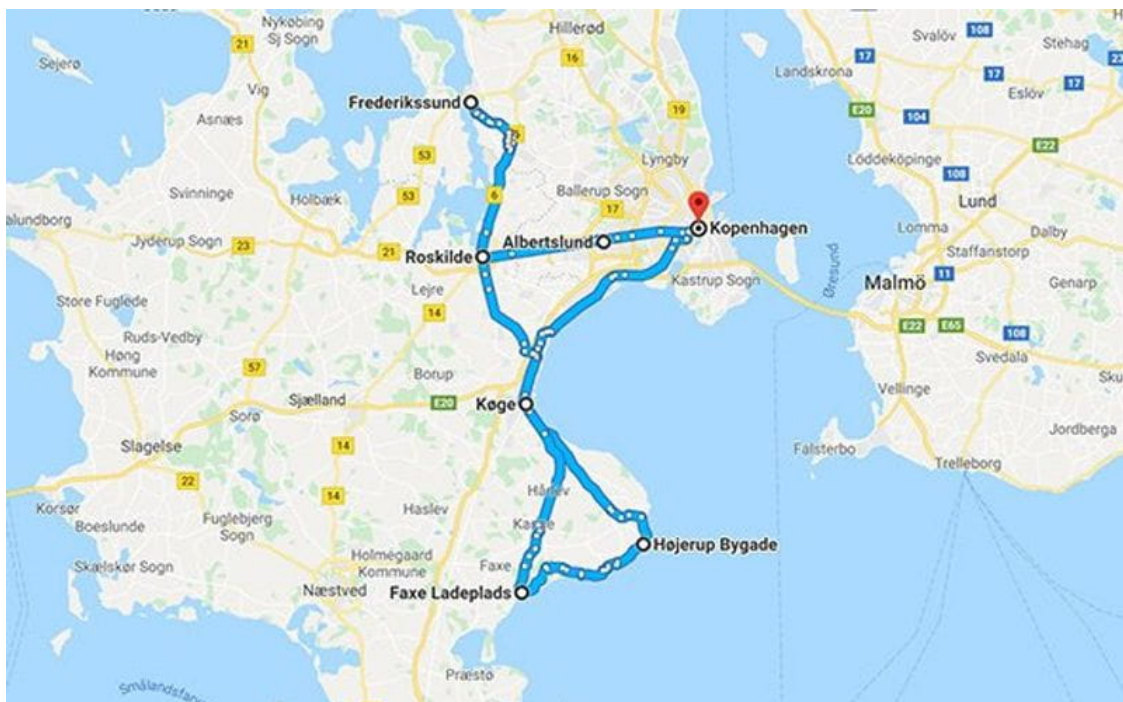 Nykøbing
Sj Sogn
Hillerød
Svalöv
108
Stehag
21
16
17
17
Sejerø
Landskrona
Vig
Frederikssund
19
E20
Eslöv
17
Asnæs
104
53
Lyngby
Löddeköpinge
E22
Svinninge
Holbæk
53
6
Ballerup Sogn
17
108
Lund
Jyderup Sogn
23
21
Albertslund
Kopenhagen
Lomma
Dalby
Roskilde
Staffanstorp
Lejre
Kastrup Sogn
Øresund
Malmö
11
Genarp
Store Fuglede
14
E22
E65
108
Ruds-Vedby
Svedala
Høng
Kommune
57
Borup
Vellinge
Sjælland
E20
Køge
Sorø
Slagelse
14
Falsterbo
Jordberga
Trelleborg
22
Hårlev
Korsør
14
Haslev
Boeslunde
Fuglebjerg
Sogn
Højerup Bygade
Holmegaard
Kommune
Faxe
Skælskør Sogn
Næstved
Faxe Ladeplads
Præstø